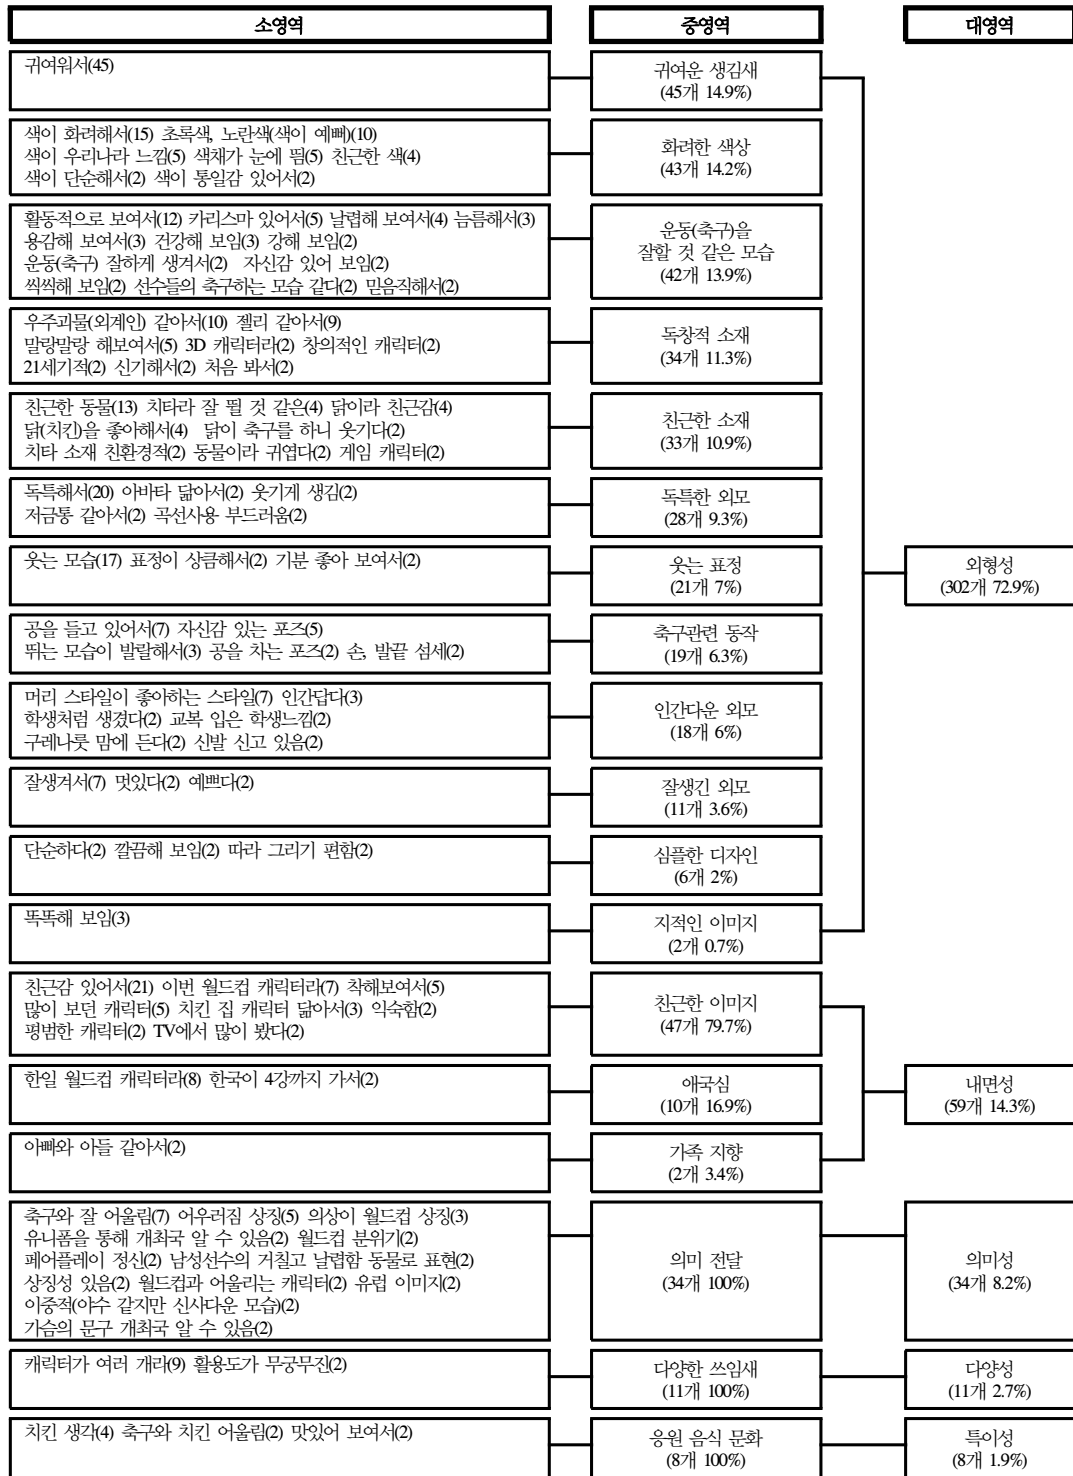 소영역
중영역
대영역
귀여워서(45)
귀여운 생김새
(45개 14.9%)
색이 화려해서(15) 초록색, 노란색(색이 예뻐)(10)
색이 우리나라 느낌(5) 색채가 눈에 띔(5) 친근한 색(4)
색이 단순해서(2) 색이 통일감 있어서(2)
화려한 색상
(43개 14.2%)
활동적으로 보여서(12) 카리스마 있어서(5) 날렵해 보여서(4) 늠름해서(3)
용감해 보여서(3) 건강해 보임(3) 강해 보임(2)
운동(축구) 잘하게 생겨서(2) 자신감 있어 보임(2)
씩씩해 보임(2) 선수들의 축구하는 모습 같다(2) 믿음직해서(2)
운동(축구)을
잘할 것 같은 모습
(42개 13.9%)
우주괴물(외계인) 같아서(10) 젤리 같아서(9)
말랑말랑 해보여서(5) 3D 캐릭터라(2) 창의적인 캐릭터(2)
21세기적(2) 신기해서(2) 처음 봐서(2)
독창적 소재
(34개 11.3%)
친근한 동물(13) 치타라 잘 뛸 것 같은(4) 닭이라 친근감(4)
닭(치킨)을 좋아해서(4) 닭이 축구를 하니 웃기다(2)
치타 소재 친환경적(2) 동물이라 귀엽다(2) 게임 캐릭터(2)
친근한 소재
(33개 10.9%)
독특해서(20) 아바타 닮아서(2) 웃기게 생김(2)
저금통 같아서(2) 곡선사용 부드러움(2)
독특한 외모
(28개 9.3%)
웃는 모습(17) 표정이 상큼해서(2) 기분 좋아 보여서(2)
웃는 표정
(21개 7%)
외형성
(302개 72.9%)
공을 들고 있어서(7) 자신감 있는 포즈(5)
뛰는 모습이 발랄해서(3) 공을 차는 포즈(2) 손, 발끝 섬세(2)
축구관련 동작
(19개 6.3%)
머리 스타일이 좋아하는 스타일(7) 인간답다(3)
학생처럼 생겼다(2) 교복 입은 학생느낌(2)
구레나룻 맘에 든다(2) 신발 신고 있음(2)
인간다운 외모
(18개 6%)
잘생겨서(7) 멋있다(2) 예쁘다(2)
잘생긴 외모
(11개 3.6%)
단순하다(2) 깔끔해 보임(2) 따라 그리기 편함(2)
심플한 디자인
(6개 2%)
똑똑해 보임(3)
지적인 이미지
(2개 0.7%)
친근감 있어서(21) 이번 월드컵 캐릭터라(7) 착해보여서(5)
많이 보던 캐릭터(5) 치킨 집 캐릭터 닮아서(3) 익숙함(2)
평범한 캐릭터(2) TV에서 많이 봤다(2)
친근한 이미지
(47개 79.7%)
한일 월드컵 캐릭터라(8) 한국이 4강까지 가서(2)
애국심
(10개 16.9%)
내면성
(59개 14.3%)
아빠와 아들 같아서(2)
가족 지향
(2개 3.4%)
축구와 잘 어울림(7) 어우러짐 상징(5) 의상이 월드컵 상징(3)
유니폼을 통해 개최국 알 수 있음(2) 월드컵 분위기(2)
페어플레이 정신(2) 남성선수의 거칠고 날렵함 동물로 표현(2)
상징성 있음(2) 월드컵과 어울리는 캐릭터(2) 유럽 이미지(2)
이중적(야수 같지만 신사다운 모습)(2)
가슴의 문구 개최국 알 수 있음(2)
의미 전달
(34개 100%)
의미성
(34개 8.2%)
캐릭터가 여러 개라(9) 활용도가 무궁무진(2)
다양한 쓰임새
(11개 100%)
다양성
(11개 2.7%)
치킨 생각(4) 축구와 치킨 어울림(2) 맛있어 보여서(2)
응원 음식 문화
(8개 100%)
특이성
(8개 1.9%)